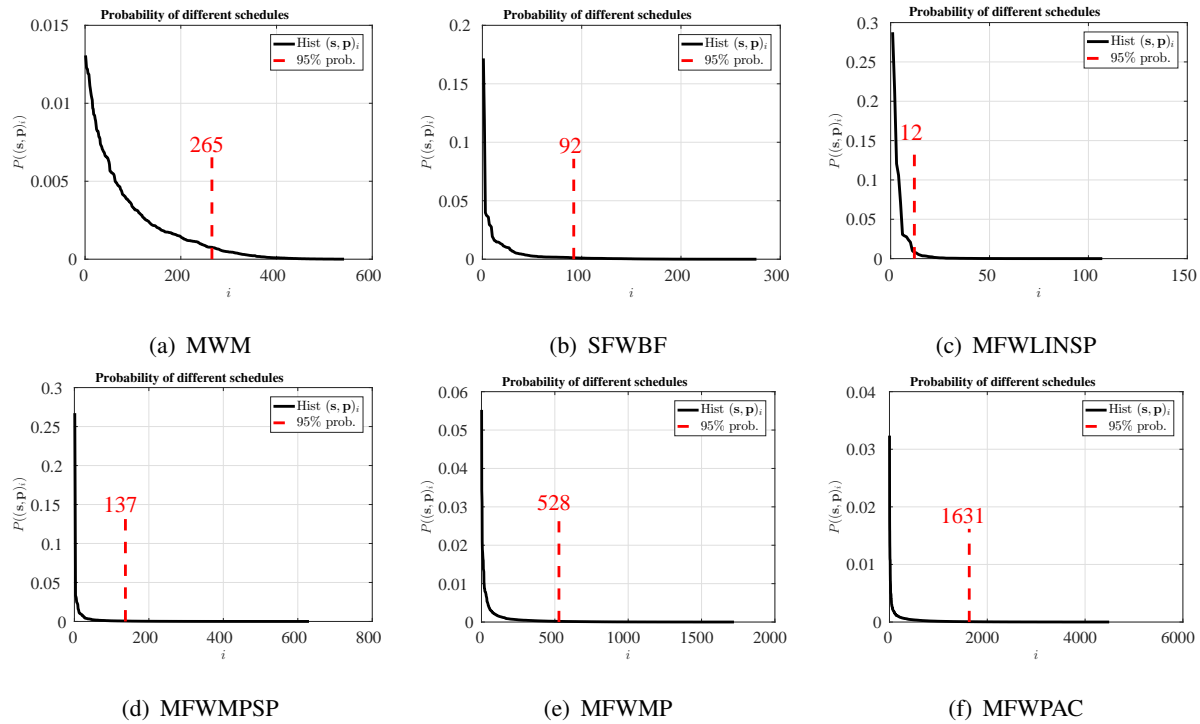 Probability of different schedules
0.015
0.01
0.005
0
P((s, p)_i)
Hist (s, p)_i
95% prob.
265
0 200 400 600
i
(a) MWM
Probability of different schedules
0.2
0.15
0.1
0.05
0
P((s, p)_i)
Hist (s, p)_i
95% prob.
92
0 100 200 300
i
(b) SFWBF
Probability of different schedules
0.3
0.25
0.2
0.15
0.1
0.05
0
P((s, p)_i)
Hist (s, p)_i
95% prob.
12
0 50 100 150
i
(c) MFWLINSP
Probability of different schedules
0.3
0.25
0.2
0.15
0.1
0.05
0
P((s, p)_i)
Hist (s, p)_i
95% prob.
137
0 200 400 600 800
i
(d) MFWMPSP
Probability of different schedules
0.06
0.05
0.04
0.03
0.02
0.01
0
P((s, p)_i)
Hist (s, p)_i
95% prob.
528
0 500 1000 1500 2000
i
(e) MFWMP
Probability of different schedules
0.04
0.03
0.02
0.01
0
P((s, p)_i)
Hist (s, p)_i
95% prob.
1631
0 2000 4000 6000
i
(f) MFWPAC